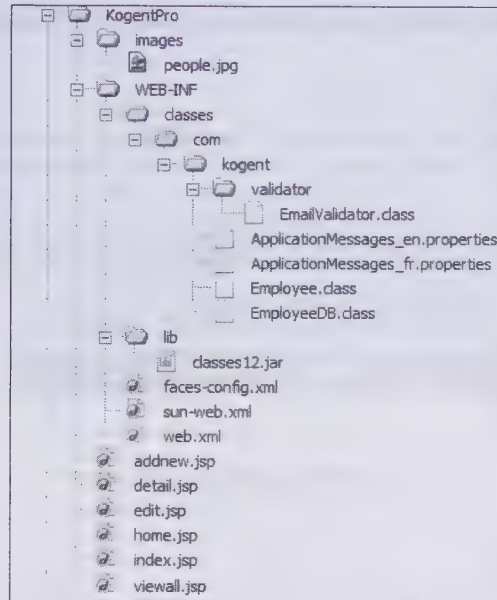 KogentPro
images
people.jpg
WEB-INF
classes
com
kogent
validator
EmailValidator.class
ApplicationMessages_en.properties
ApplicationMessages_fr.properties
Employee.class
EmployeeDB.class
lib
classes12.jar
faces-config.xml
sun-web.xml
web.xml
addnew.jsp
detail.jsp
edit.jsp
home.jsp
index.jsp
viewall.jsp